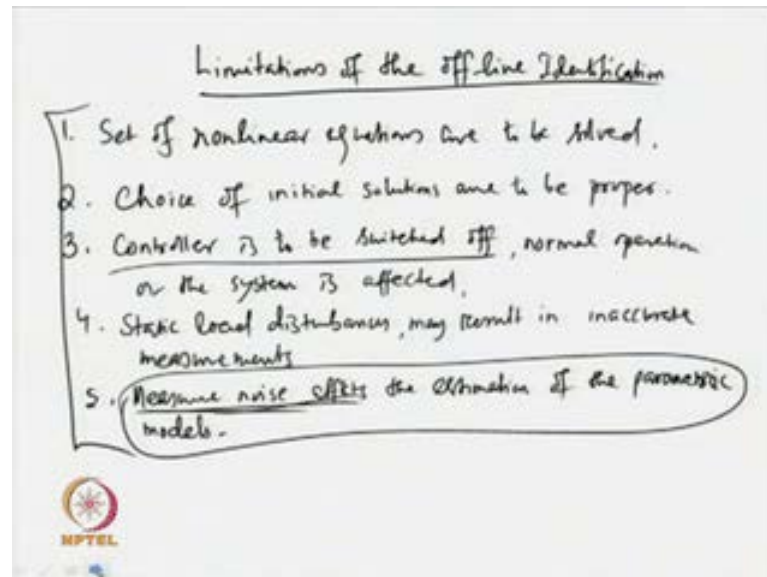 Limitations of the off-line Identification
1. Set of nonlinear equations are to be solved.
2. Choice of initial solutions are to be proper.
3. Controller is to be switched off, normal operation
or the system is affected.
4. Static load disturbances, may result in inaccurate
measurements
5. Measure noise affects the estimation of the parametric
models.
NPTEL